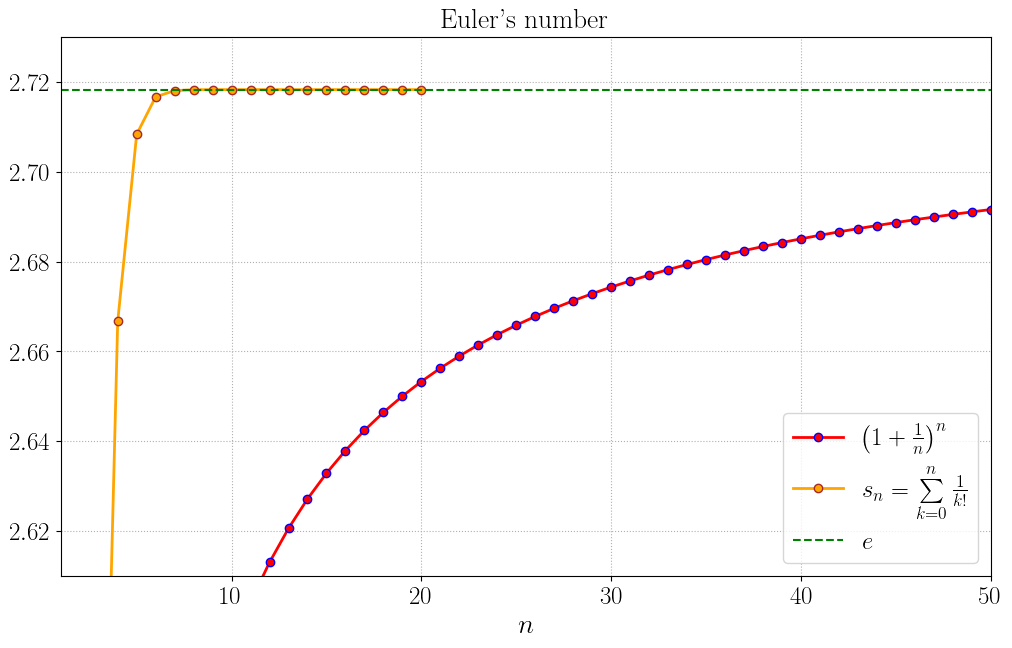 Euler's number
2.72
2.70
2.68
2.66
2.64
2.62
(1 + 1/n)^n
s_n = ∑_{k=0}^{n} 1/k!
e
10 20 30 40 50
n